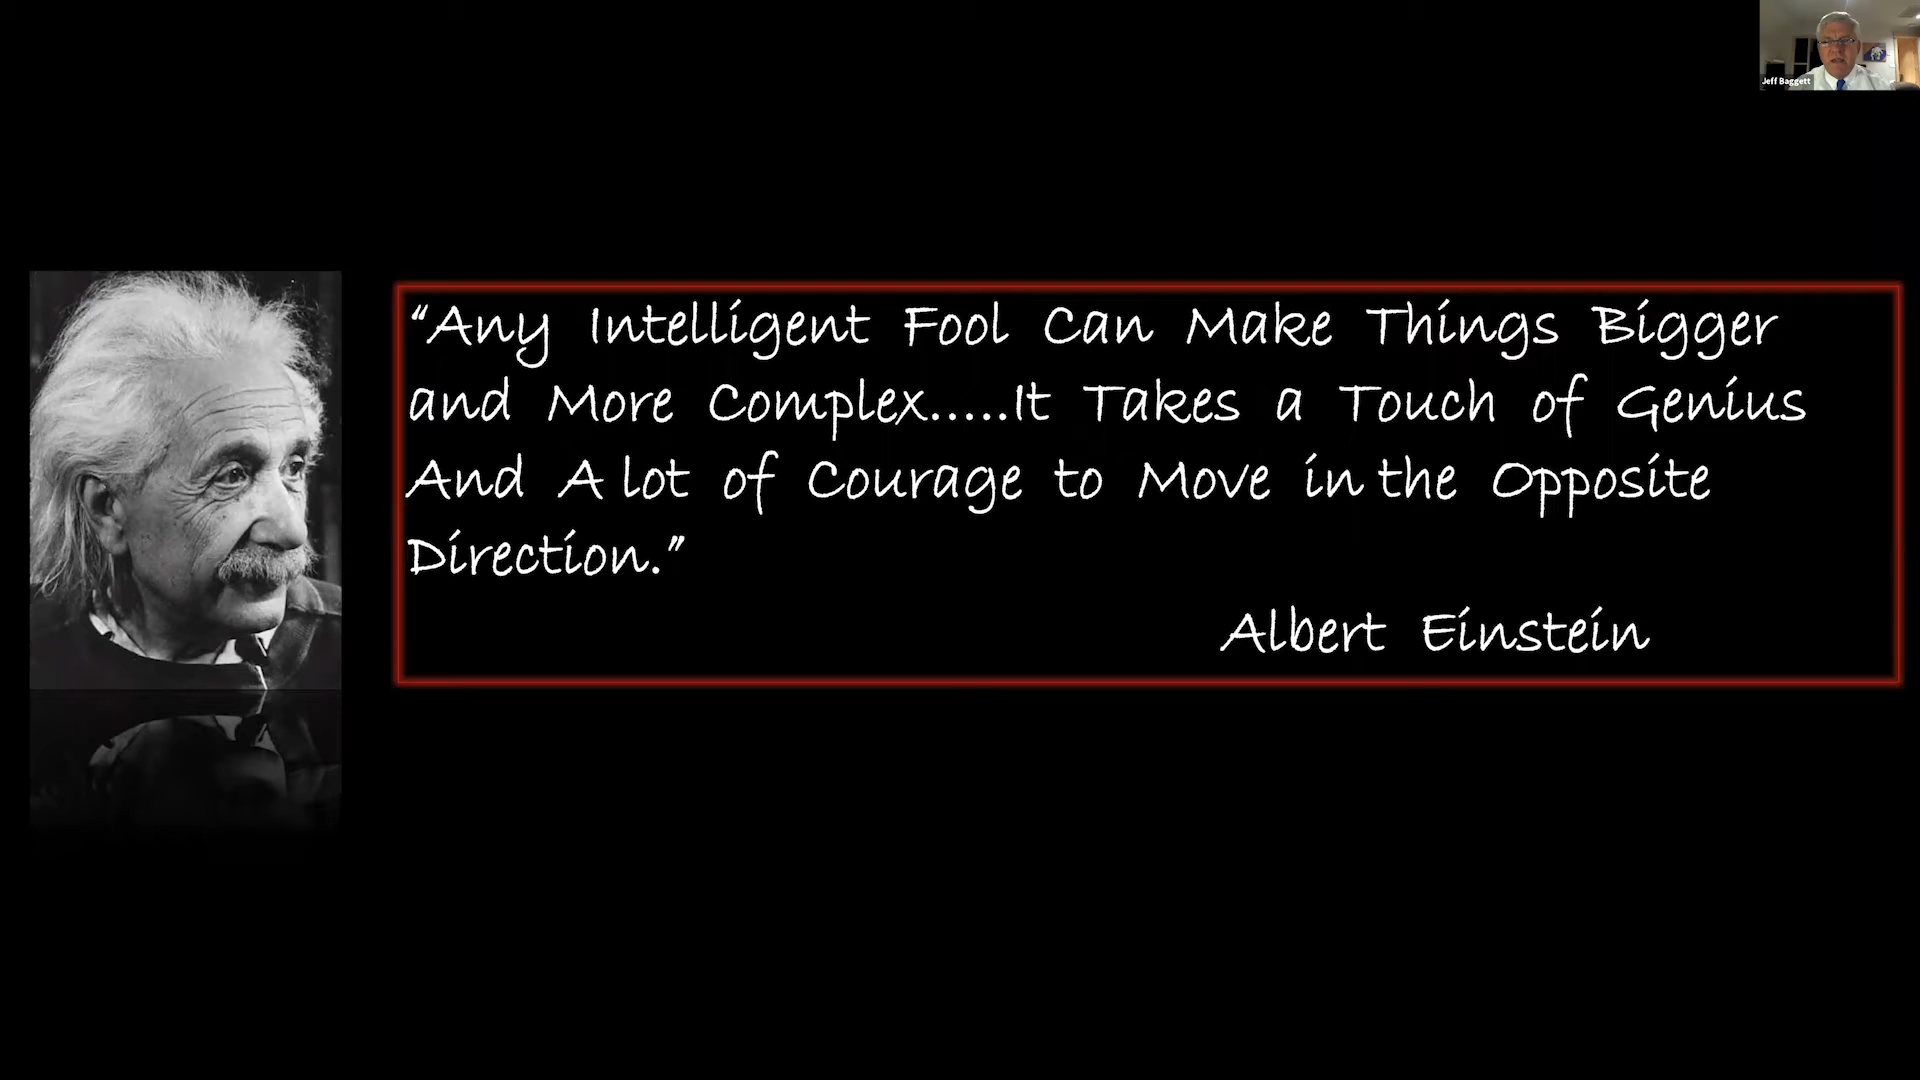 Jeff Baggett
“Any Intelligent Fool Can Make Things Bigger
and More Complex.....It Takes a Touch of Genius
And A lot of Courage to Move in the Opposite
Direction.”
Albert Einstein